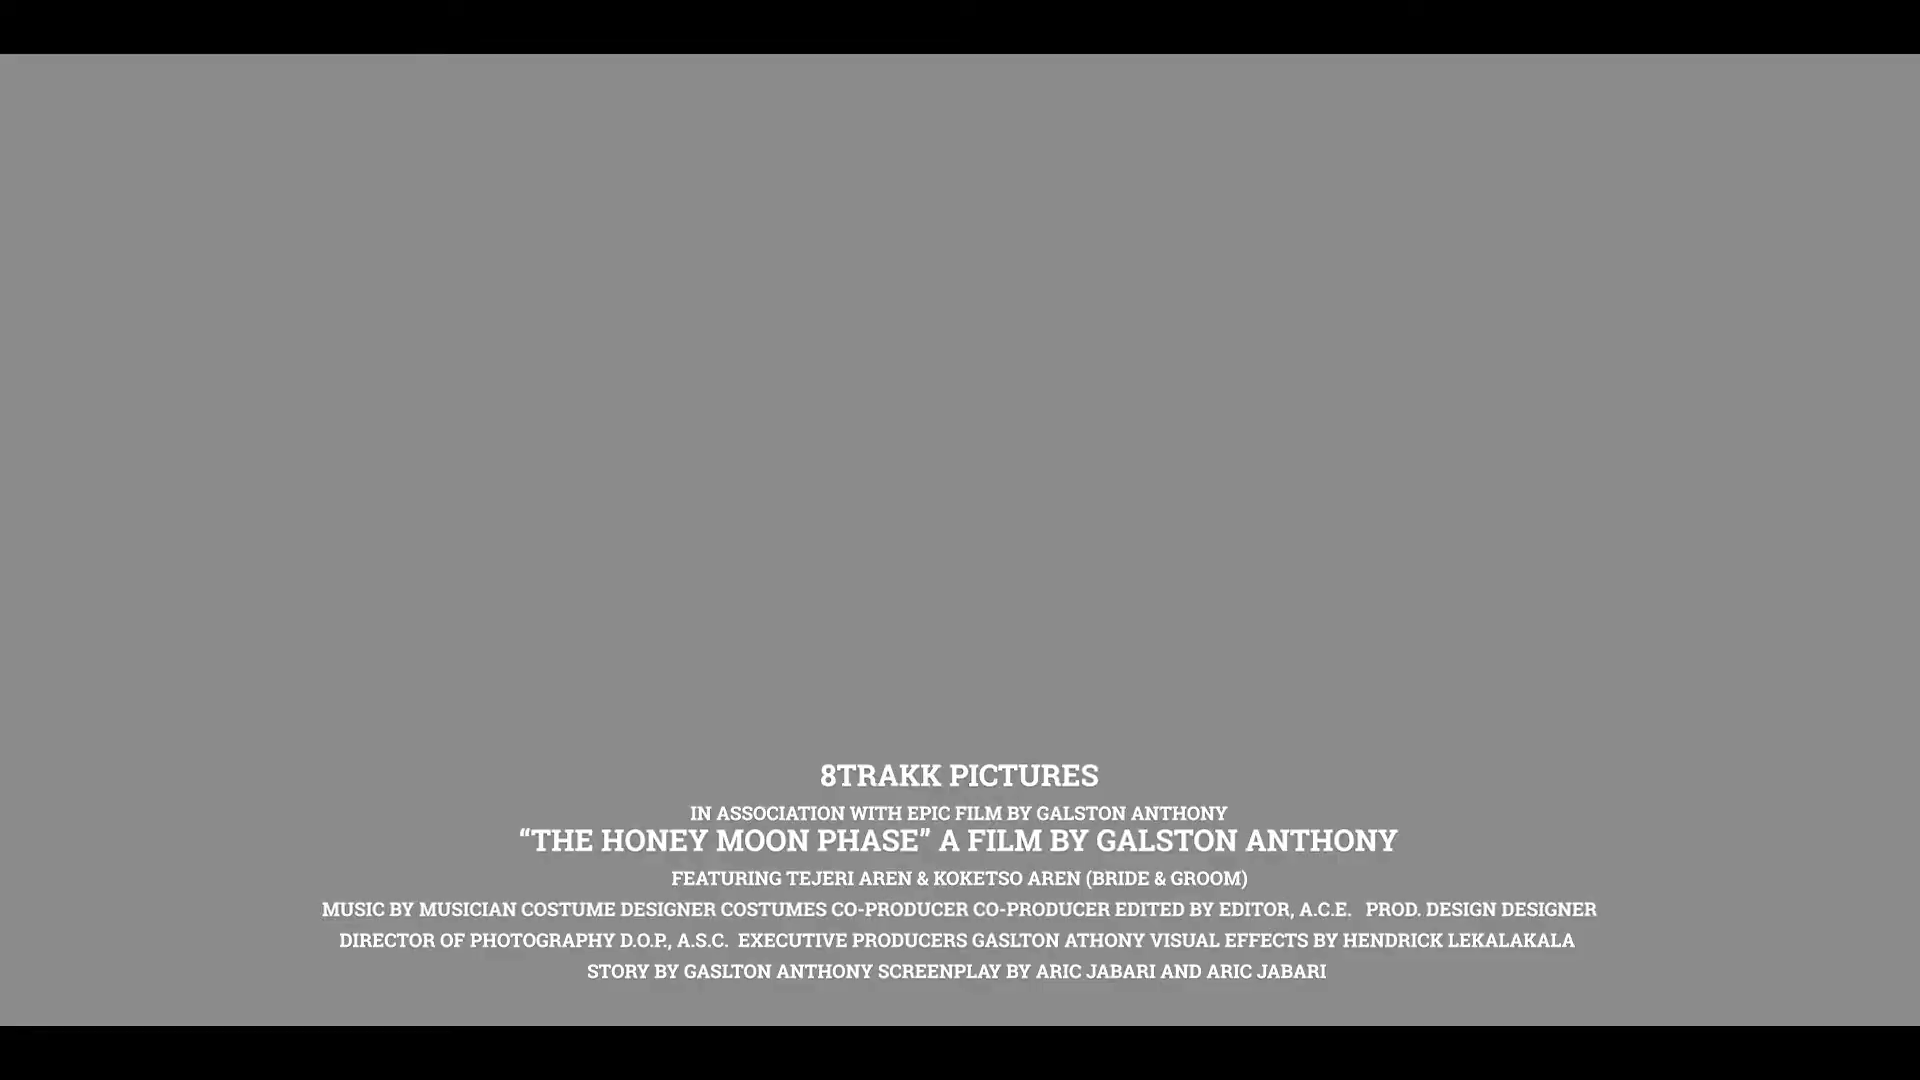 8TRAKK PICTURES
IN ASSOCIATION WITH EPIC FILM BY GALSTON ANTHONY
“THE HONEY MOON PHASE” A FILM BY GALSTON ANTHONY
FEATURING TEJERI AREN & KOKETSO AREN (BRIDE & GROOM)
MUSIC BY MUSICIAN COSTUME DESIGNER COSTUMES CO-PRODUCER CO-PRODUCER EDITED BY EDITOR, A.C.E. PROD. DESIGN DESIGNER
DIRECTOR OF PHOTOGRAPHY D.O.P., A.S.C. EXECUTIVE PRODUCERS GASLTON ATHONY VISUAL EFFECTS BY HENDRICK LEKALAKALA
STORY BY GASLTON ANTHONY SCREENPLAY BY ARIC JABARI AND ARIC JABARI